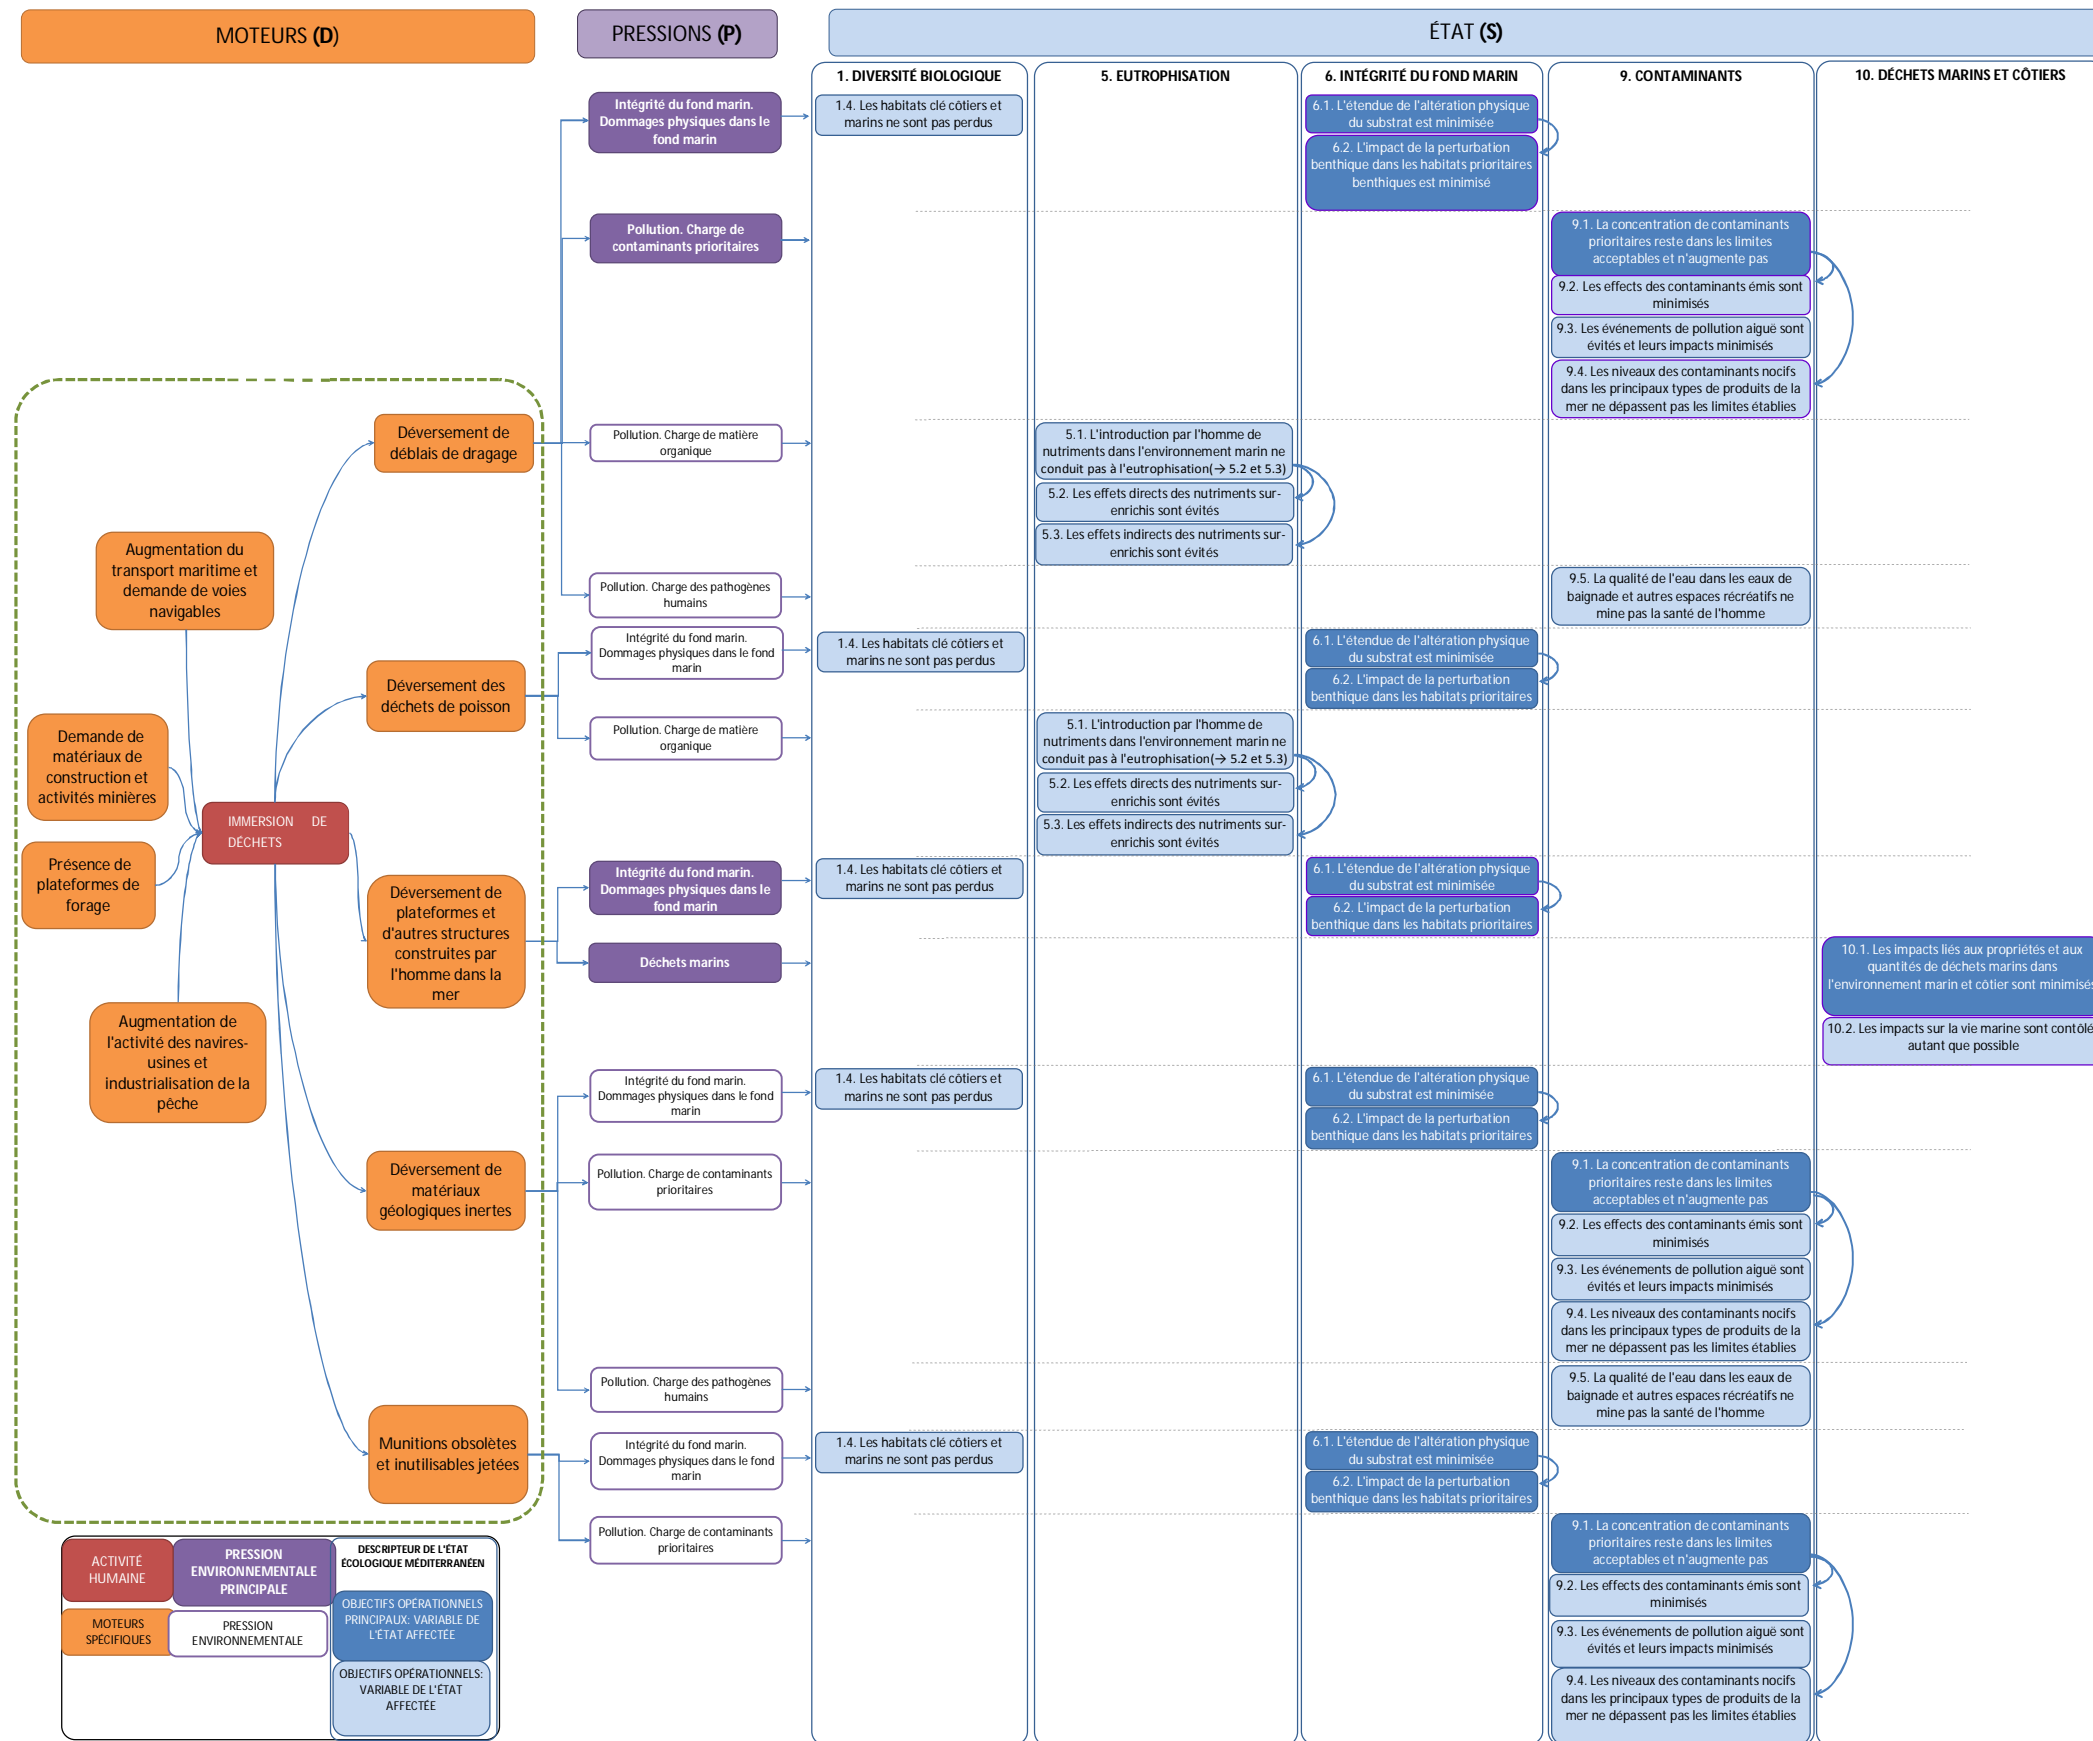 MOTEURS (D)
PRESSIONS (P)
ÉTAT (S)
1. DIVERSITÉ BIOLOGIQUE
5. EUTROPHISATION
6. INTÉGRITÉ DU FOND MARIN
9. CONTAMINANTS
10. DÉCHETS MARINS ET CÔTIERS
Intégrité du fond marin.
Dommages physiques dans le
fond marin
1.4. Les habitats clé côtiers et
marins ne sont pas perdus
6.1. L'étendue de l'altération physique
du substrat est minimisée
6.2. L'impact de la perturbation
benthique dans les habitats prioritaires
benthiques est minimisé
Pollution. Charge de
contaminants prioritaires
9.1. La concentration de contaminants
prioritaires reste dans les limites
acceptables et n'augmente pas
9.2. Les effects des contaminants émis sont
minimisés
9.3. Les événements de pollution aiguë sont
évités et leurs impacts minimisés
9.4. Les niveaux des contaminants nocifs
dans les principaux types de produits de la
mer ne dépassent pas les limites établies
Déversement de
déblais de dragage
Pollution. Charge de matière
organique
5.1. L'introduction par l'homme de
nutriments dans l'environnement marin ne
conduit pas à l'eutrophisation(→ 5.2 et 5.3)
5.2. Les effets directs des nutriments sur-
enrichis sont évités
5.3. Les effets indirects des nutriments sur-
enrichis sont évités
Augmentation du
transport maritime et
demande de voies
navigables
Pollution. Charge des pathogènes
humains
9.5. La qualité de l'eau dans les eaux de
baignade et autres espaces récréatifs ne
mine pas la santé de l'homme
Déversement des
déchets de poisson
Intégrité du fond marin.
Dommages physiques dans le fond
marin
1.4. Les habitats clé côtiers et
marins ne sont pas perdus
6.1. L'étendue de l'altération physique
du substrat est minimisée
6.2. L'impact de la perturbation
benthique dans les habitats prioritaires
Pollution. Charge de matière
organique
5.1. L'introduction par l'homme de
nutriments dans l'environnement marin ne
conduit pas à l'eutrophisation(→ 5.2 et 5.3)
5.2. Les effets directs des nutriments sur-
enrichis sont évités
5.3. Les effets indirects des nutriments sur-
enrichis sont évités
Demande de
matériaux de
construction et
activités minières
IMMERSION DE
DÉCHETS
Présence de
plateformes de
forage
Déversement de
plateformes et
d'autres structures
construites par
l'homme dans la
mer
Intégrité du fond marin.
Dommages physiques dans le
fond marin
1.4. Les habitats clé côtiers et
marins ne sont pas perdus
6.1. L'étendue de l'altération physique
du substrat est minimisée
6.2. L'impact de la perturbation
benthique dans les habitats prioritaires
Déchets marins
10.1. Les impacts liés aux propriétés et aux
quantités de déchets marins dans
l'environnement marin et côtier sont minimisés
10.2. Les impacts sur la vie marine sont contôlé
autant que possible
Augmentation de
l'activité des navires-
usines et
industrialisation de la
pêche
Intégrité du fond marin.
Dommages physiques dans le fond
marin
1.4. Les habitats clé côtiers et
marins ne sont pas perdus
6.1. L'étendue de l'altération physique
du substrat est minimisée
6.2. L'impact de la perturbation
benthique dans les habitats prioritaires
Déversement de
matériaux
géologiques inertes
Pollution. Charge de contaminants
prioritaires
9.1. La concentration de contaminants
prioritaires reste dans les limites
acceptables et n'augmente pas
9.2. Les effects des contaminants émis sont
minimisés
9.3. Les événements de pollution aiguë sont
évités et leurs impacts minimisés
9.4. Les niveaux des contaminants nocifs
dans les principaux types de produits de la
mer ne dépassent pas les limites établies
Pollution. Charge des pathogènes
humains
9.5. La qualité de l'eau dans les eaux de
baignade et autres espaces récréatifs ne
mine pas la santé de l'homme
Munitions obsolètes
et inutilisables jetées
Intégrité du fond marin.
Dommages physiques dans le fond
marin
1.4. Les habitats clé côtiers et
marins ne sont pas perdus
6.1. L'étendue de l'altération physique
du substrat est minimisée
6.2. L'impact de la perturbation
benthique dans les habitats prioritaires
Pollution. Charge de contaminants
prioritaires
9.1. La concentration de contaminants
prioritaires reste dans les limites
acceptables et n'augmente pas
9.2. Les effects des contaminants émis sont
minimisés
9.3. Les événements de pollution aiguë sont
évités et leurs impacts minimisés
9.4. Les niveaux des contaminants nocifs
dans les principaux types de produits de la
mer ne dépassent pas les limites établies
ACTIVITÉ
HUMAINE
PRESSION
ENVIRONNEMENTALE
PRINCIPALE
DESCRIPTEUR DE L'ÉTAT
ÉCOLOGIQUE MÉDITERRANÉEN
MOTEURS
SPÉCIFIQUES
PRESSION
ENVIRONNEMENTALE
OBJECTIFS OPÉRATIONNELS
PRINCIPAUX: VARIABLE DE
L'ÉTAT AFFECTÉE
OBJECTIFS OPÉRATIONNELS:
VARIABLE DE L'ÉTAT
AFFECTÉE